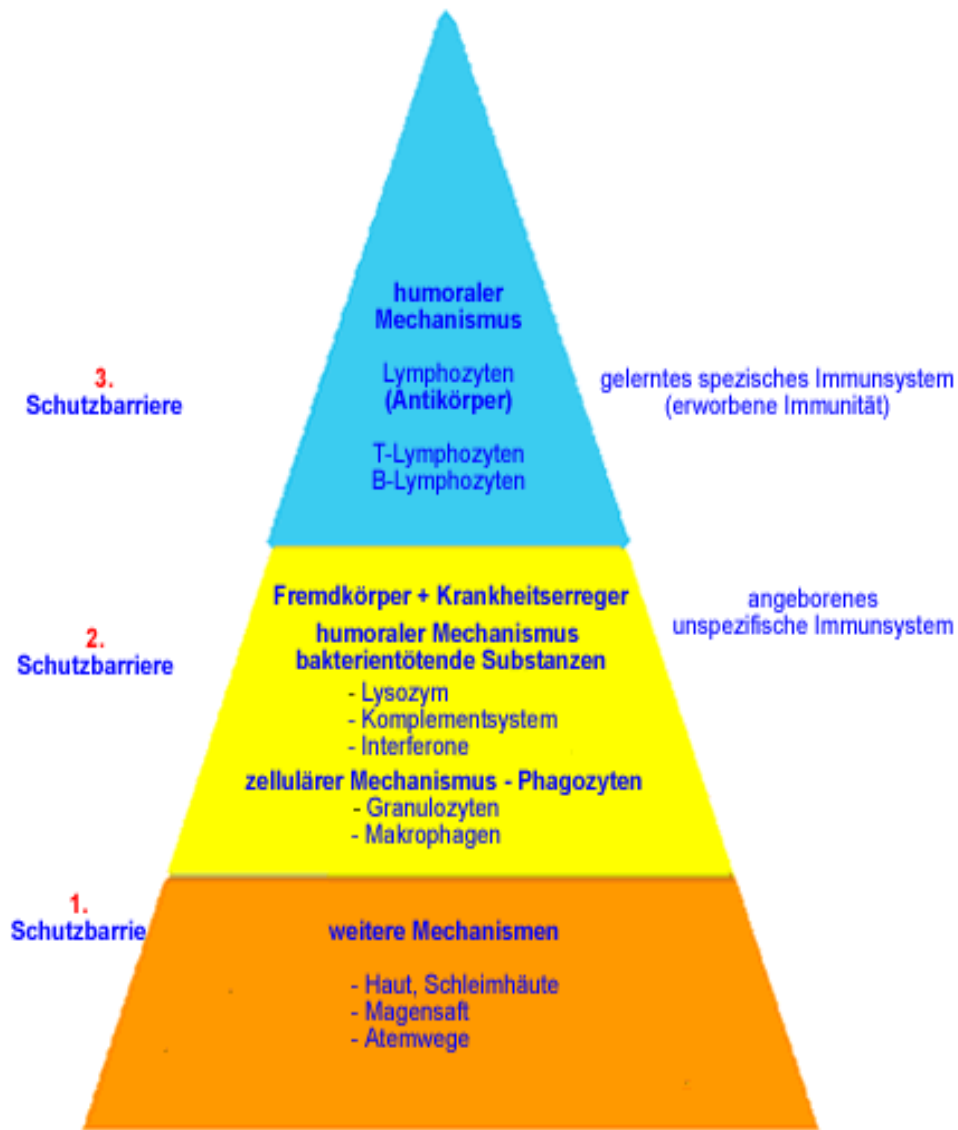 humoraler
Mechanismus
3.
Schutzbarriere
Lymphozyten
(Antikörper)
T-Lymphozyten
B-Lymphozyten
gelerntes spezisches Immunsystem
(erworbene Immunität)
2.
Schutzbarriere
Fremdkörper + Krankheitserreger
humoraler Mechanismus
bakterientötende Substanzen
- Lysozym
- Komplementsystem
- Interferone
zellulärer Mechanismus - Phagozyten
- Granulozyten
- Makrophagen
angeborenes
unspezifische Immunsystem
1.
Schutzbarrie
weitere Mechanismen
- Haut, Schleimhäute
- Magensaft
- Atemwege